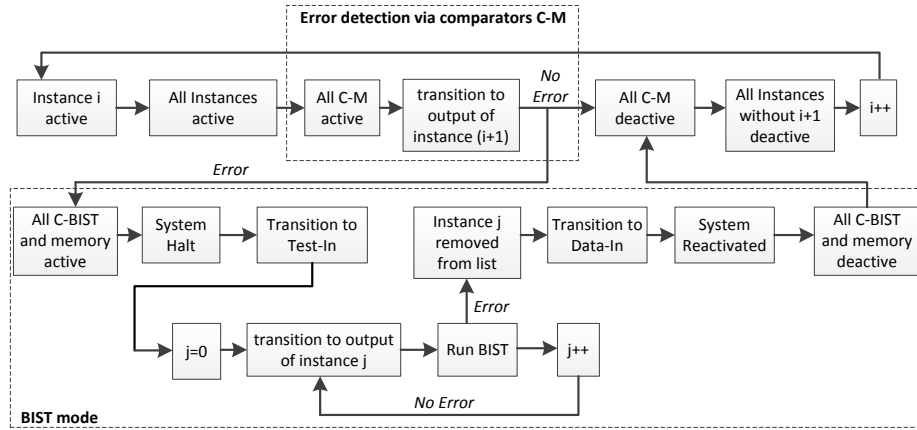 Error detection via comparators C-M
Instance i
active
All Instances
active
All C-M
active
transition to
output of
instance (i+1)
No
Error
All C-M
deactive
All Instances
without i+1
deactive
i++
Error
All C-BIST
and memory
active
System
Halt
Transition to
Test-In
Instance j
removed
from list
Transition to
Data-In
System
Reactivated
All C-BIST
and memory
deactive
Error
j=0
transition to output
of instance j
Run BIST
j++
No Error
BIST mode